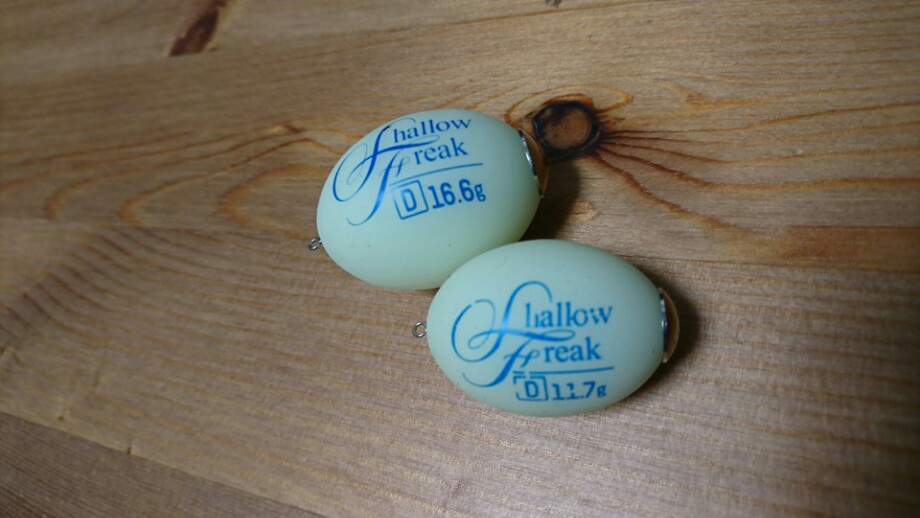 Shallow
Freak
D 16.6g
Shallow
Freak
D 11.7g